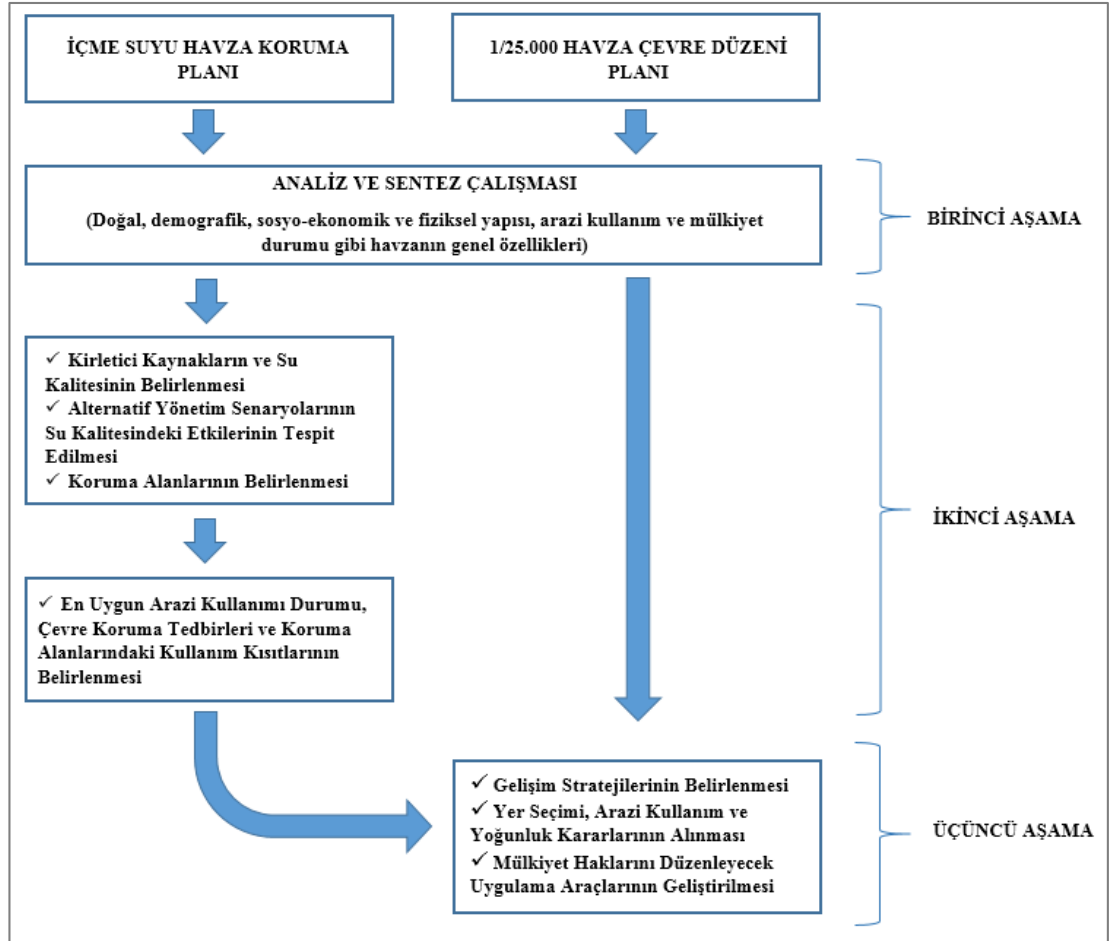 İÇME SUYU HAVZA KORUMA
PLANI
1/25.000 HAVZA ÇEVRE DÜZENİ
PLANI
ANALİZ VE SENTEZ ÇALIŞMASI
(Doğal, demografik, sosyo-ekonomik ve fiziksel yapısı, arazi kullanım ve mülkiyet
durumu gibi havzanın genel özellikleri)
BİRİNCİ AŞAMA
✓ Kirletici Kaynakların ve Su
Kalitesinin Belirlenmesi
✓ Alternatif Yönetim Senaryolarının
Su Kalitesindeki Etkilerinin Tespit
Edilmesi
✓ Koruma Alanlarının Belirlenmesi
İKİNCİ AŞAMA
✓ En Uygun Arazi Kullanımı Durumu,
Çevre Koruma Tedbirleri ve Koruma
Alanlarındaki Kullanım Kısıtlarının
Belirlenmesi
✓ Gelişim Stratejilerinin Belirlenmesi
✓ Yer Seçimi, Arazi Kullanım ve
Yoğunluk Kararlarının Alınması
✓ Mülkiyet Haklarını Düzenleyecek
Uygulama Araçlarının Geliştirilmesi
ÜÇÜNCÜ AŞAMA